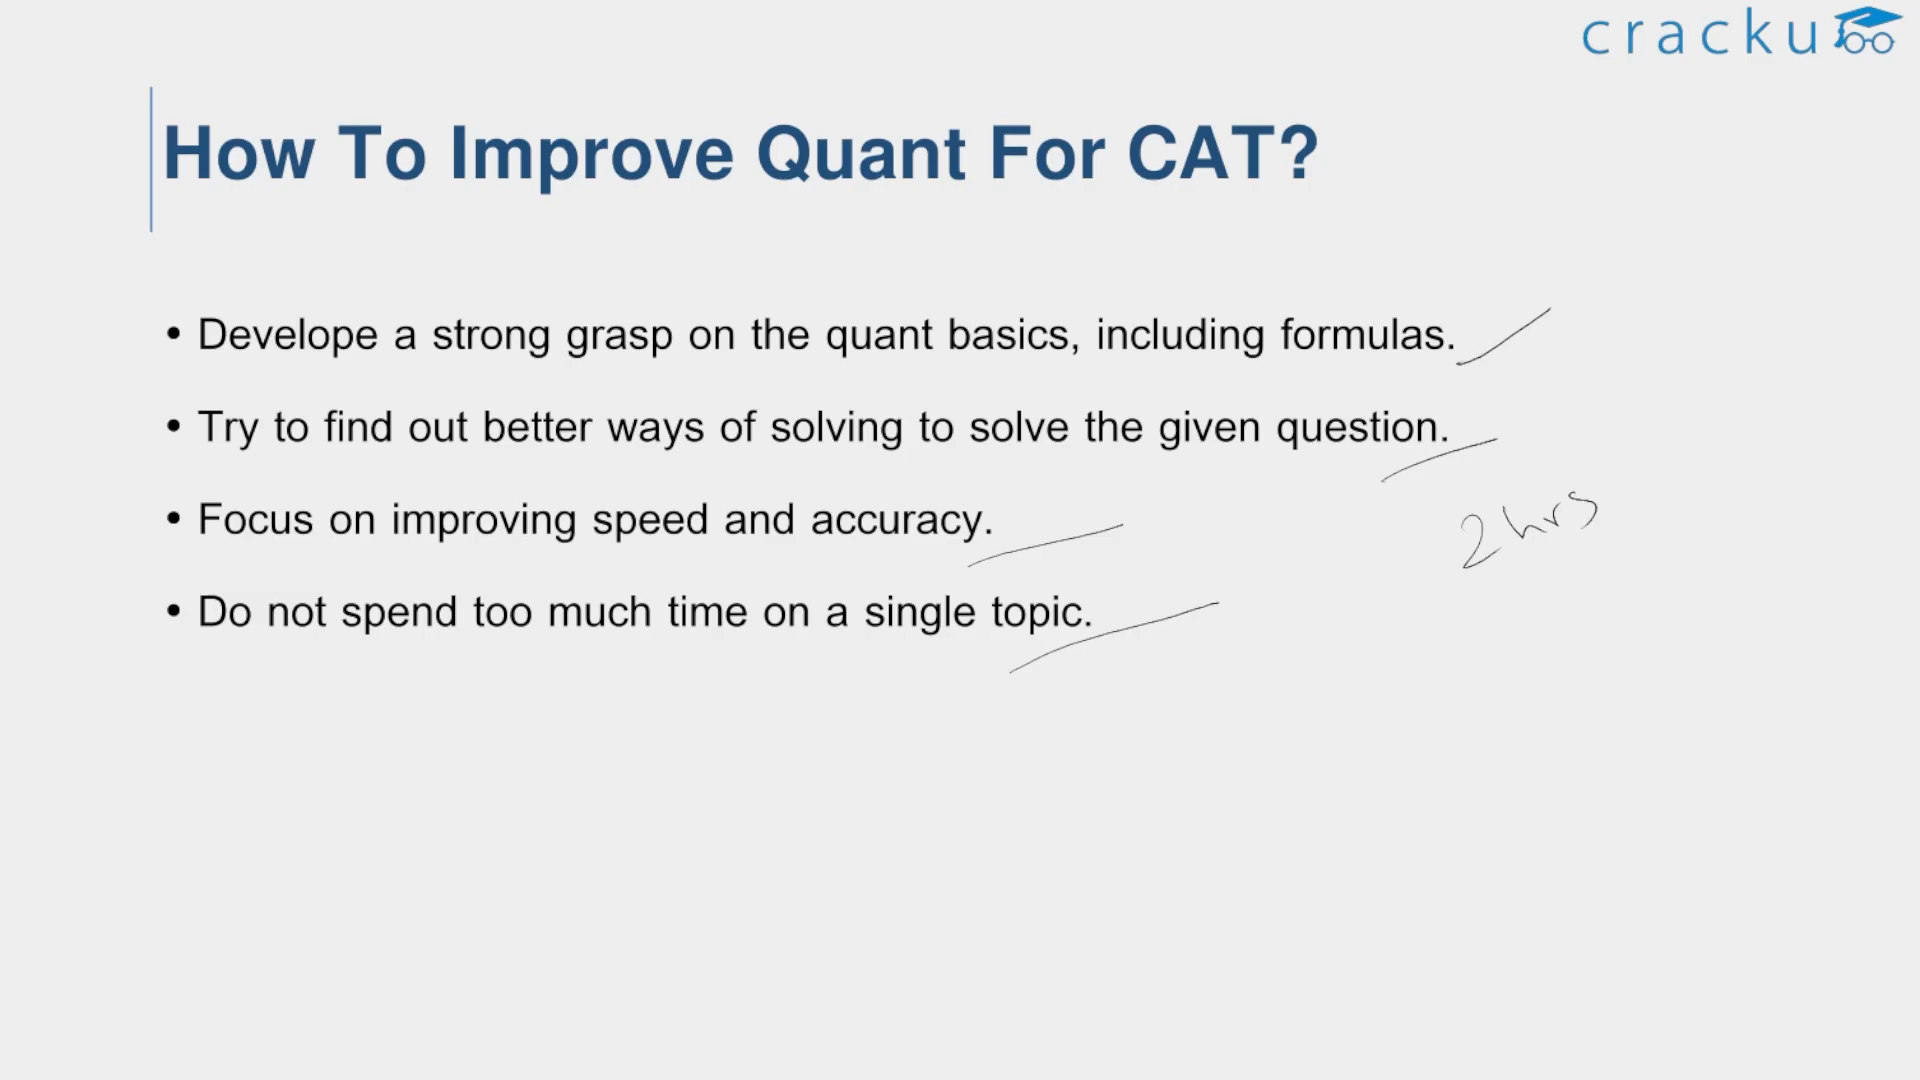 cracku
How To Improve Quant For CAT?
• Develope a strong grasp on the quant basics, including formulas.
• Try to find out better ways of solving to solve the given question.
• Focus on improving speed and accuracy.
2 hrs
• Do not spend too much time on a single topic.